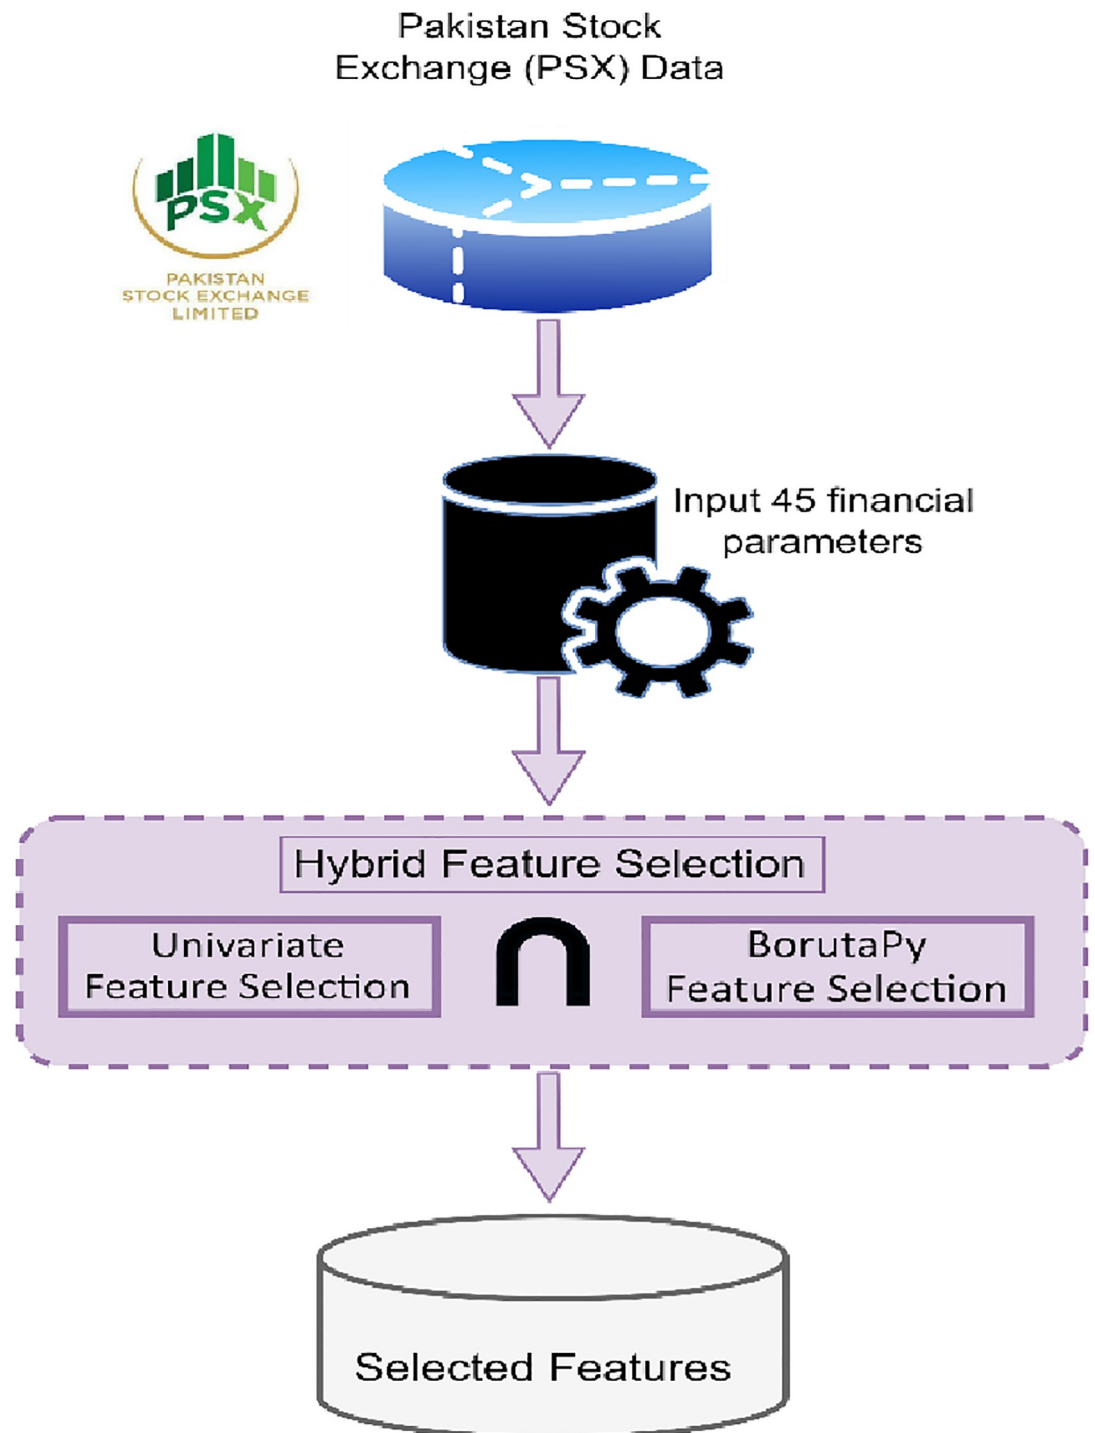 Pakistan Stock
Exchange (PSX) Data
PSX
PAKISTAN
STOCK EXCHANGE
LIMITED
Input 45 financial
parameters
Hybrid Feature Selection
Univariate
Feature Selection
∩
BorutaPy
Feature Selection
Selected Features